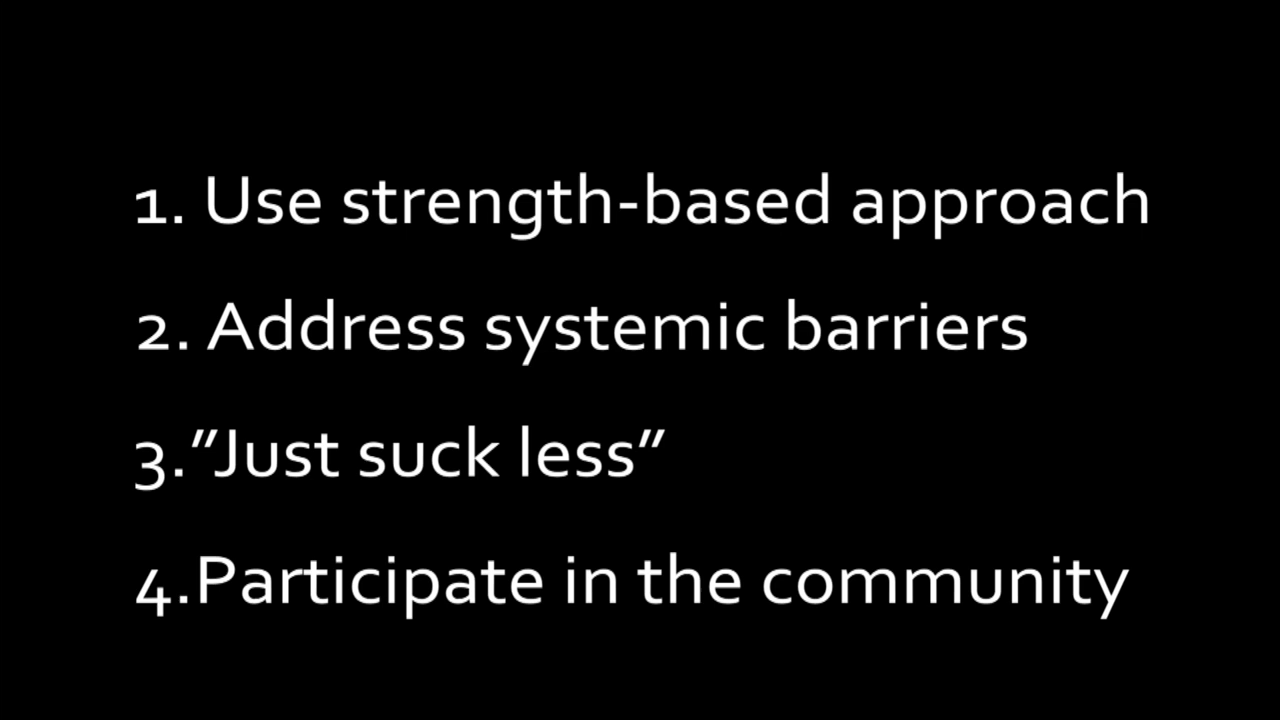 1. Use strength-based approach
2. Address systemic barriers
3.”Just suck less”
4.Participate in the community